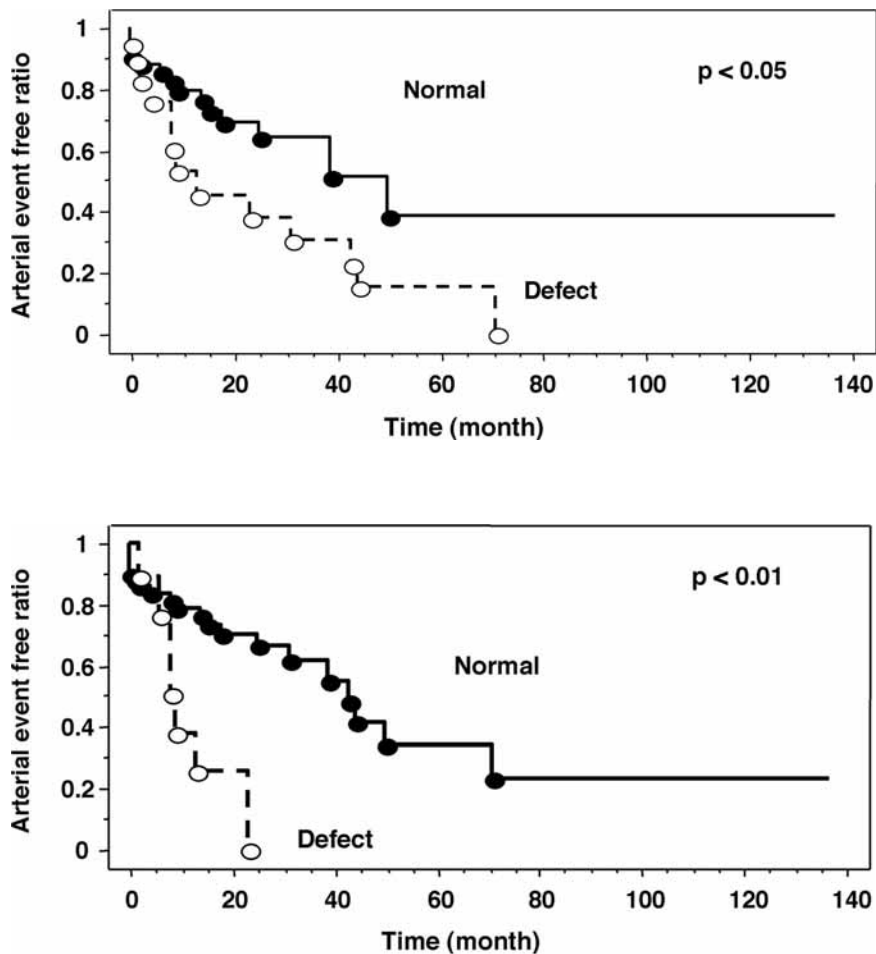 1
0.8
0.6
0.4
0.2
0
Arterial event free ratio
Normal
p < 0.05
Defect
0 20 40 60 80 100 120 140
Time (month)
1
0.8
0.6
0.4
0.2
0
Arterial event free ratio
p < 0.01
Normal
Defect
0 20 40 60 80 100 120 140
Time (month)